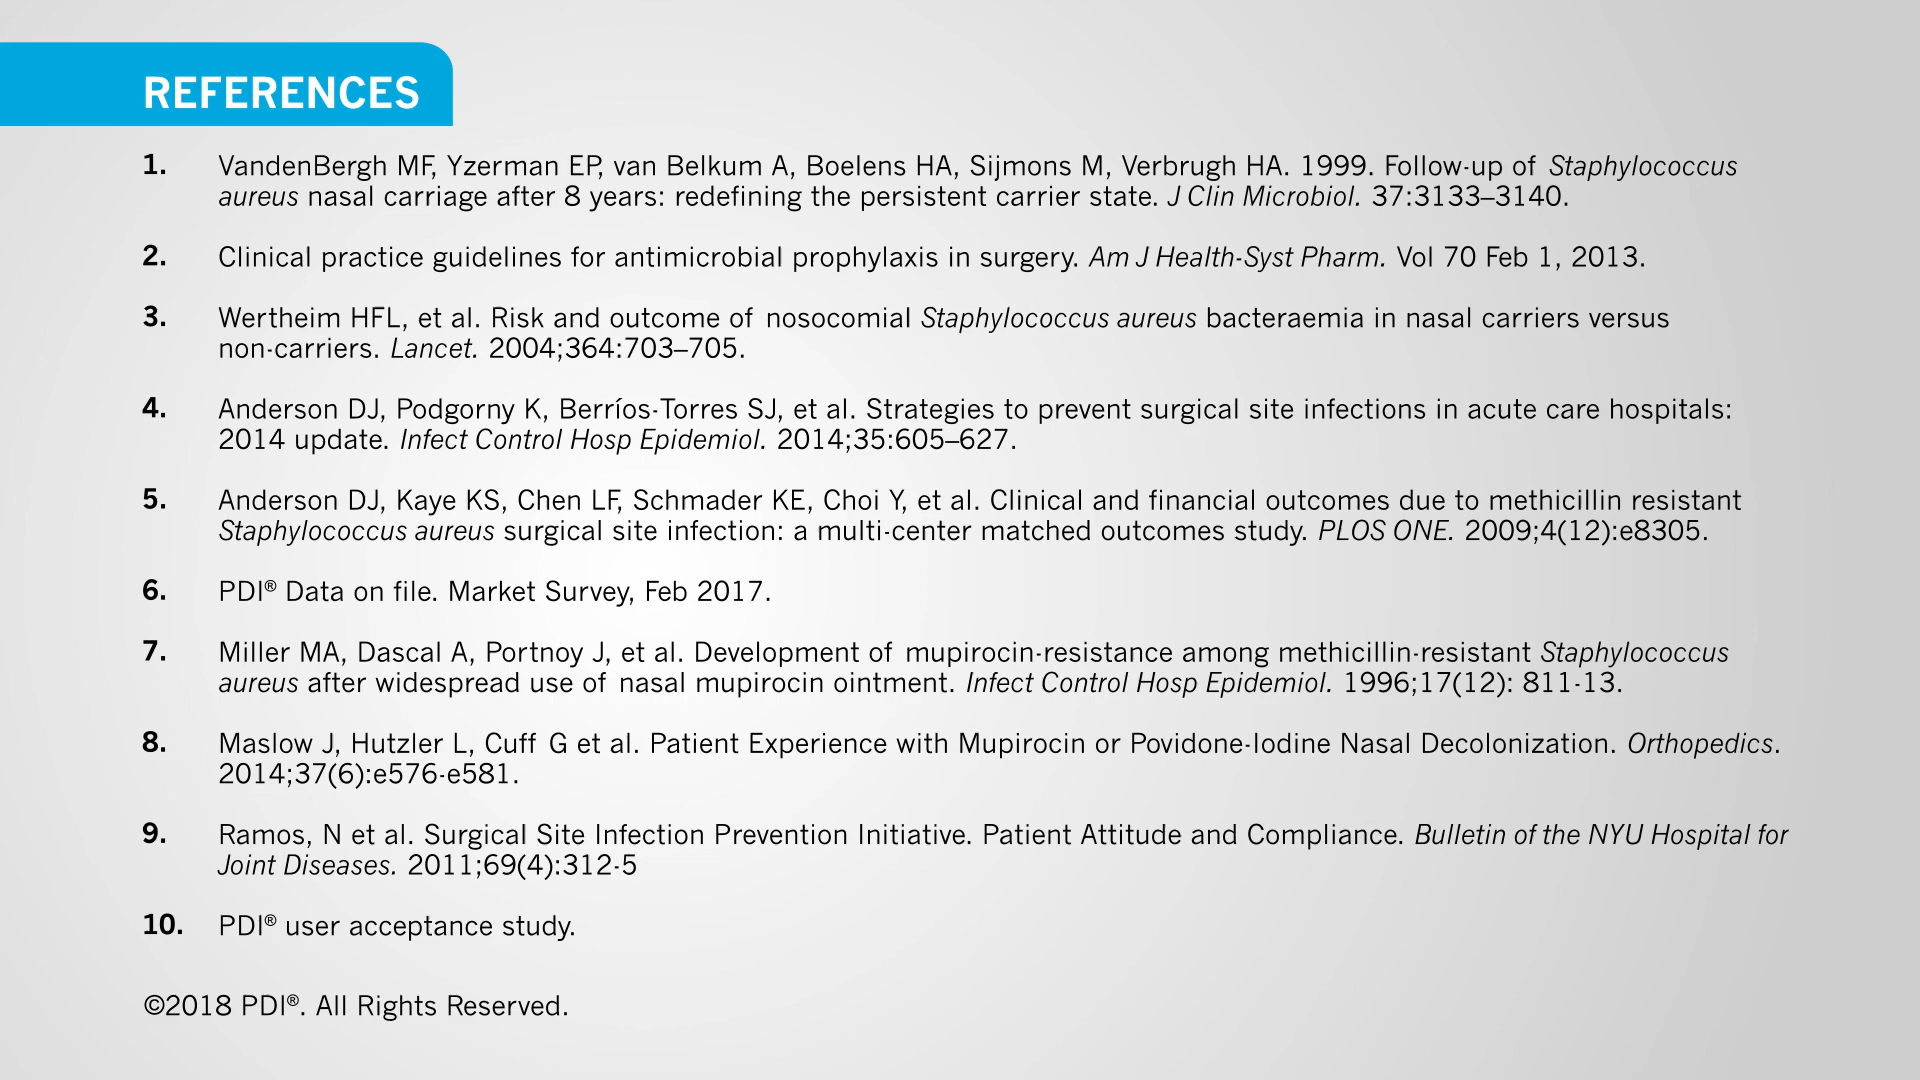 REFERENCES
1. VandenBergh MF, Yzerman EP, van Belkum A, Boelens HA, Sijmons M, Verbrugh HA. 1999. Follow-up of Staphylococcus
aureus nasal carriage after 8 years: redefining the persistent carrier state. J Clin Microbiol. 37:3133–3140.
2. Clinical practice guidelines for antimicrobial prophylaxis in surgery. Am J Health-Syst Pharm. Vol 70 Feb 1, 2013.
3. Wertheim HFL, et al. Risk and outcome of nosocomial Staphylococcus aureus bacteraemia in nasal carriers versus
non-carriers. Lancet. 2004;364:703–705.
4. Anderson DJ, Podgorny K, Berríos-Torres SJ, et al. Strategies to prevent surgical site infections in acute care hospitals:
2014 update. Infect Control Hosp Epidemiol. 2014;35:605–627.
5. Anderson DJ, Kaye KS, Chen LF, Schmader KE, Choi Y, et al. Clinical and financial outcomes due to methicillin resistant
Staphylococcus aureus surgical site infection: a multi-center matched outcomes study. PLOS ONE. 2009;4(12):e8305.
6. PDI® Data on file. Market Survey, Feb 2017.
7. Miller MA, Dascal A, Portnoy J, et al. Development of mupirocin-resistance among methicillin-resistant Staphylococcus
aureus after widespread use of nasal mupirocin ointment. Infect Control Hosp Epidemiol. 1996;17(12): 811-13.
8. Maslow J, Hutzler L, Cuff G et al. Patient Experience with Mupirocin or Povidone-Iodine Nasal Decolonization. Orthopedics.
2014;37(6):e576-e581.
9. Ramos, N et al. Surgical Site Infection Prevention Initiative. Patient Attitude and Compliance. Bulletin of the NYU Hospital for
Joint Diseases. 2011;69(4):312-5
10. PDI® user acceptance study.
©2018 PDI®. All Rights Reserved.